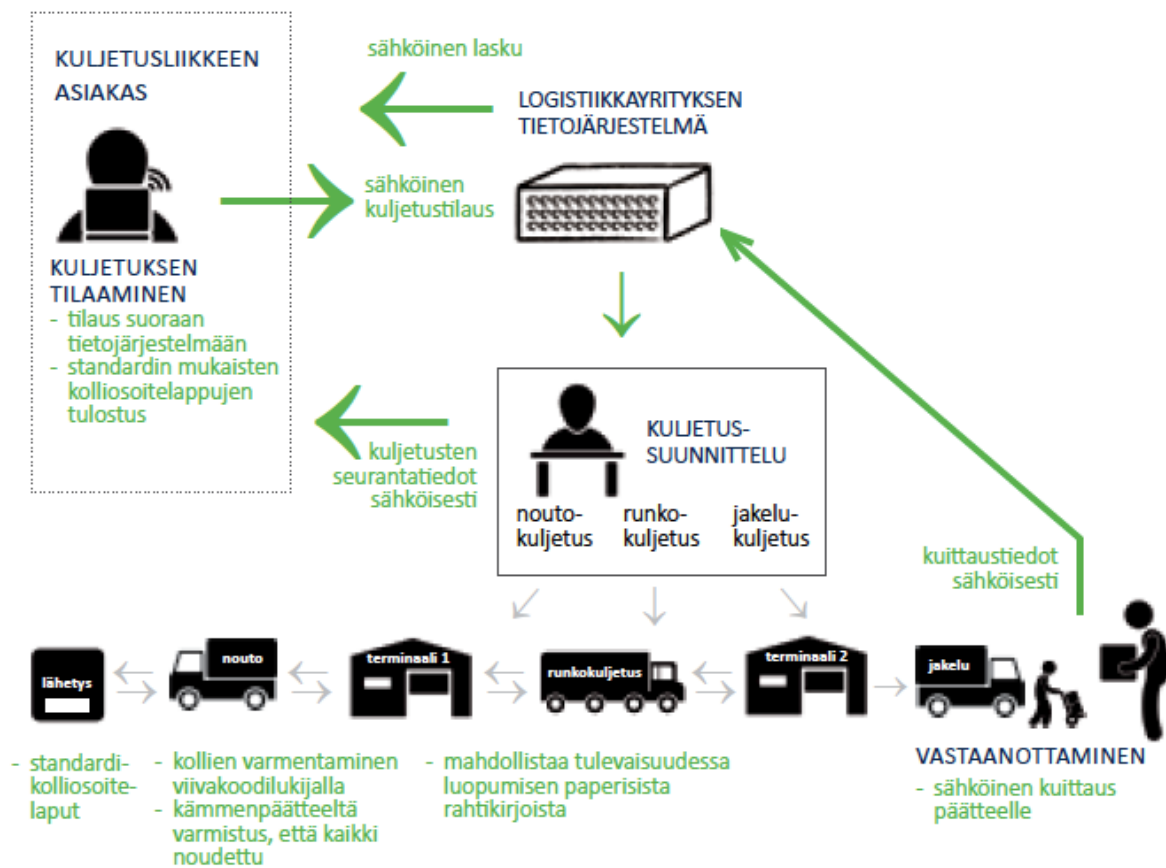 KULJETUSLIIKKEEN
ASIAKAS
KULJETUKSEN
TILAAMINEN
- tilaus suoraan
tietojärjestelmään
- standardin mukaisten
kolliosoitelappujen
tulostus
sähköinen lasku
sähköinen
kuljetustilaus
LOGISTIIKKAYRITYKSEN
TIETOJÄRJESTELMÄ
kuljetusten
seurantatiedot
sähköisesti
KULJETUS-
SUUNNITTELU
nouto-
kuljetus
runko-
kuljetus
jakelu-
kuljetus
kuittaustiedot
sähköisesti
lähetys
nouto
terminaali 1
runkokuljetus
terminaali 2
jakelu
- standardi-
kolliosoite-
laput
- kollien varmentaminen
viivakoodilukijalla
- kämmenpäätteeltä
varmistus, että kaikki
noudettu
- mahdollistaa tulevaisuudessa
luopumisen paperisista
rahtikirjoista
VASTAANOTTAMINEN
- sähköinen kuittaus
päätteelle